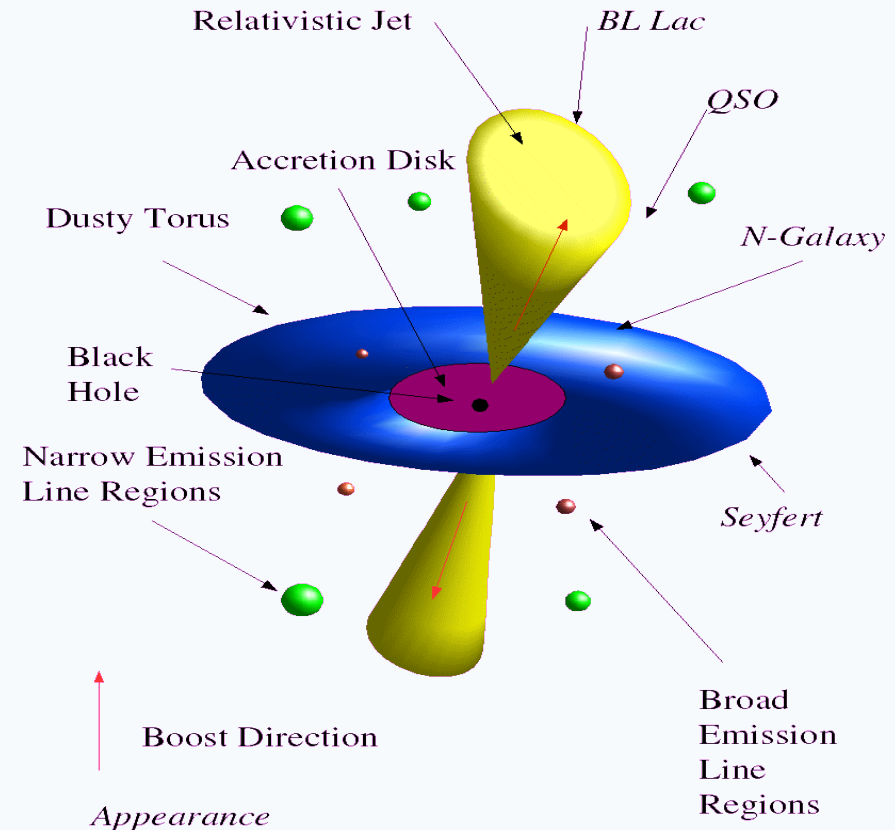 Relativistic Jet
BL Lac
QSO
Accretion Disk
Dusty Torus
N-Galaxy
Black
Hole
Narrow Emission
Line Regions
Seyfert
Broad
Emission
Line
Regions
Boost Direction
Appearance